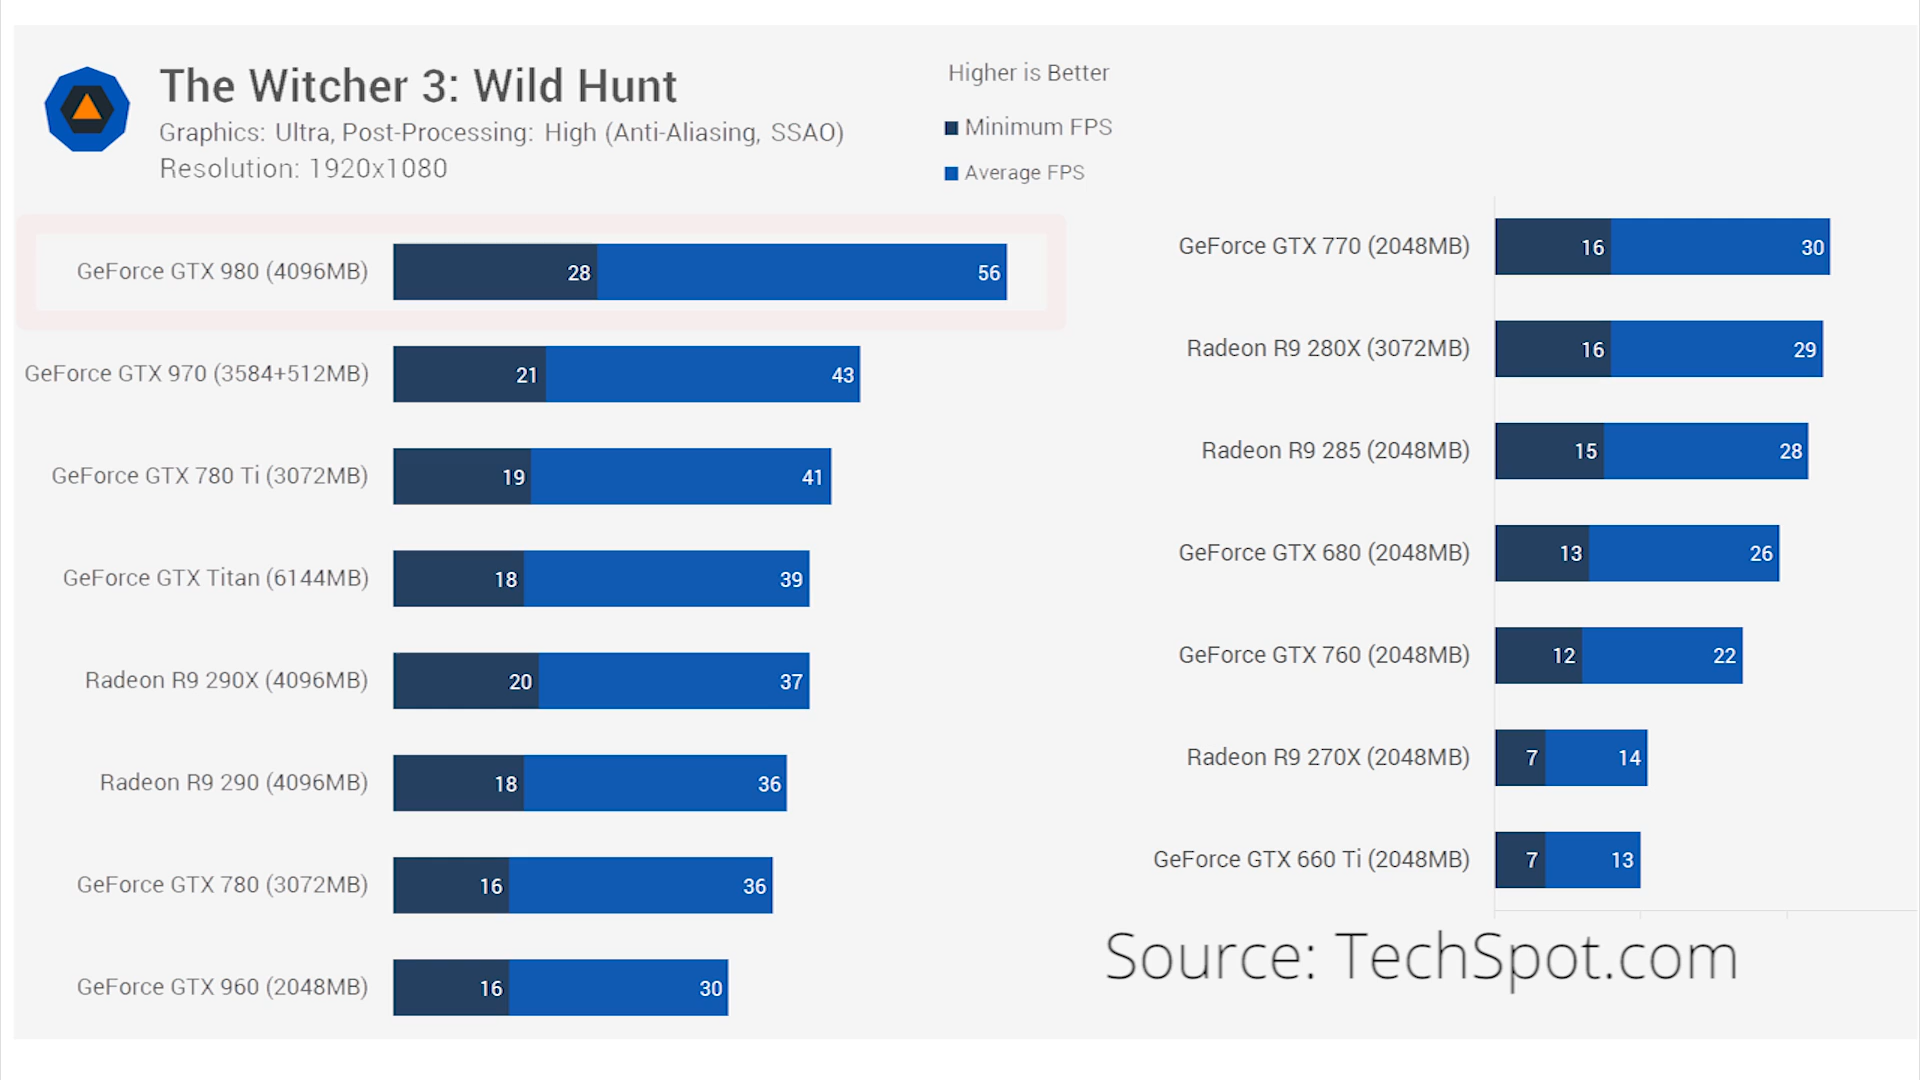 The Witcher 3: Wild Hunt
Graphics: Ultra, Post-Processing: High (Anti-Aliasing, SSAO)
Resolution: 1920x1080
Higher is Better
Minimum FPS
Average FPS
GeForce GTX 980 (4096MB) 28 56
GeForce GTX 970 (3584+512MB) 21 43
GeForce GTX 780 Ti (3072MB) 19 41
GeForce GTX Titan (6144MB) 18 39
Radeon R9 290X (4096MB) 20 37
Radeon R9 290 (4096MB) 18 36
GeForce GTX 780 (3072MB) 16 36
GeForce GTX 960 (2048MB) 16 30
GeForce GTX 770 (2048MB) 16 30
Radeon R9 280X (3072MB) 16 29
Radeon R9 285 (2048MB) 15 28
GeForce GTX 680 (2048MB) 13 26
GeForce GTX 760 (2048MB) 12 22
Radeon R9 270X (2048MB) 7 14
GeForce GTX 660 Ti (2048MB) 7 13
Source: TechSpot.com